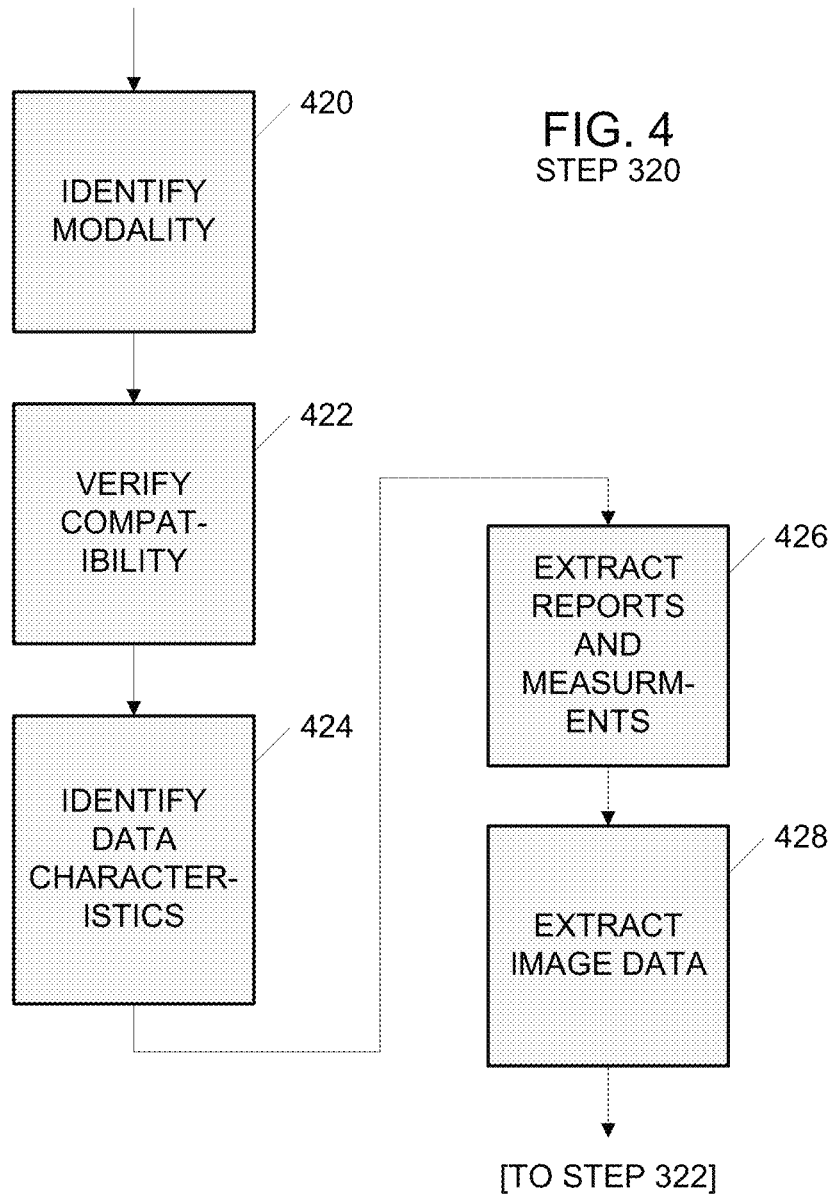 FIG. 4
STEP 320
420
IDENTIFY
MODALITY
422
VERIFY
COMPAT-
IBILITY
424
IDENTIFY
DATA
CHARACTER-
ISTICS
426
EXTRACT
REPORTS
AND
MEASURM-
ENTS
428
EXTRACT
IMAGE DATA
[TO STEP 322]